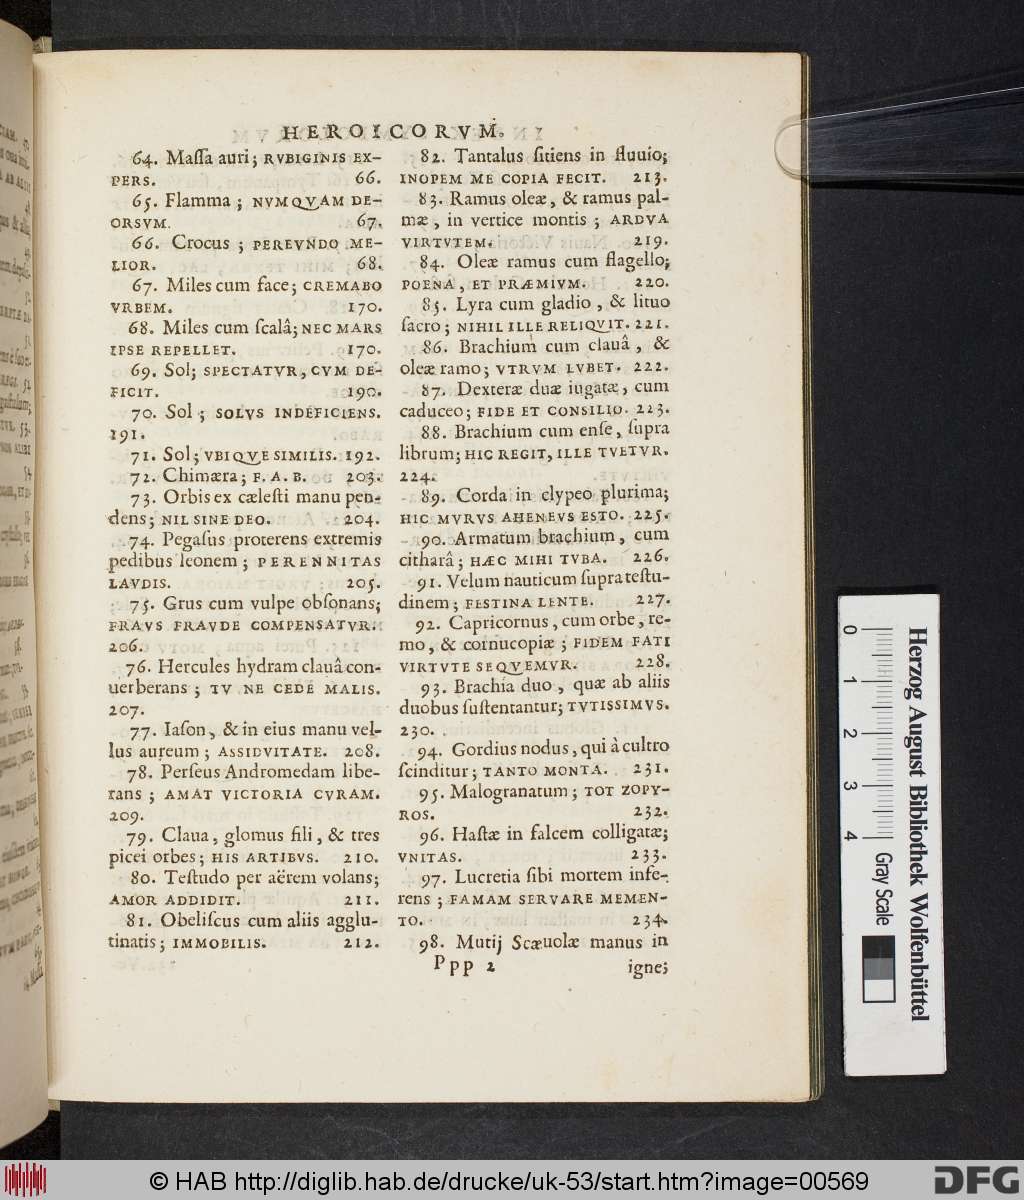 HEROICORVM.
64. Maſſa auri; RVBIGINIS EX-
PERS. 66.
65. Flamma; NVMQVAM DE-
ORSVM. 67.
66. Crocus; PEREVNDO ME-
LIOR. 68.
67. Miles cum face; CREMABO
VRBEM. 170.
68. Miles cum ſcalâ; NEC MARS
IPSE REPELLET. 170.
69. Sol; SPECTATVR, CVM DE-
FICIT. 190.
70. Sol; SOLVS INDEFICIENS.
191.
71. Sol; VBIQVE SIMILIS. 192.
72. Chimæra; F. A. B. 203.
73. Orbis ex cæleſti manu pen-
dens; NIL SINE DEO. 204.
74. Pegaſus proterens extremis
pedibus leonem; PERENNITAS
LAVDIS. 205.
75. Grus cum vulpe obſonans;
FRAVS FRAVDE COMPENSATVR.
206.
76. Hercules hydram clauâ con-
uerberans; TV NE CEDE MALIS.
207.
77. Iaſon, & in eius manu vel-
lus aureum; ASSIDVITATE. 208.
78. Perſeus Andromedam libe-
rans; AMAT VICTORIA CVRAM.
209.
79. Claua, glomus fili, & tres
picei orbes; HIS ARTIBVS. 210.
80. Teſtudo per aërem volans;
AMOR ADDIDIT. 211.
81. Obeliſcus cum aliis agglu-
tinatis; IMMOBILIS. 212.
82. Tantalus ſitiens in fluuio;
INOPEM ME COPIA FECIT. 213.
83. Ramus oleæ, & ramus pal-
mæ, in vertice montis; ARDVA
VIRTVTEM. 219.
84. Oleæ ramus cum flagello;
POENA, ET PRÆMIVM. 220.
85. Lyra cum gladio, & lituo
ſacro; NIHIL ILLE RELIQVIT. 221.
86. Brachium cum clauâ, &
oleæ ramo; VTRVM LVBET. 222.
87. Dexteræ duæ iugatæ, cum
caduceo; FIDE ET CONSILIO. 223.
88. Brachium cum enſe, ſupra
librum; HIC REGIT, ILLE TVETVR.
224.
89. Corda in clypeo plurima;
HIC MVRVS AHENEVS ESTO. 225.
90. Armatum brachium, cum
citharâ; HÆC MIHI TVBA. 226.
91. Velum nauticum ſupra teſtu-
dinem; FESTINA LENTE. 227.
92. Capricornus, cum orbe, re-
mo, & cornucopiæ; FIDEM FATI
VIRTVTE SEQVEMVR. 228.
93. Brachia duo, quæ ab aliis
duobus ſuſtentantur; TVTISSIMVS.
230.
94. Gordius nodus, qui à cultro
ſcinditur; TANTO MONTA. 231.
95. Malogranatum; TOT ZOPY-
ROS. 232.
96. Haſtæ in falcem colligatæ;
VNITAS. 233.
97. Lucretia ſibi mortem infe-
rens; FAMAM SERVARE MEMEN-
TO. 234.
98. Mutij Scæuolæ manus in
Ppp 2 igne;
0 1 2 3 4
Herzog August Bibliothek Wolfenbüttel
Gray Scale
© HAB http://diglib.hab.de/drucke/uk-53/start.htm?image=00569
DFG